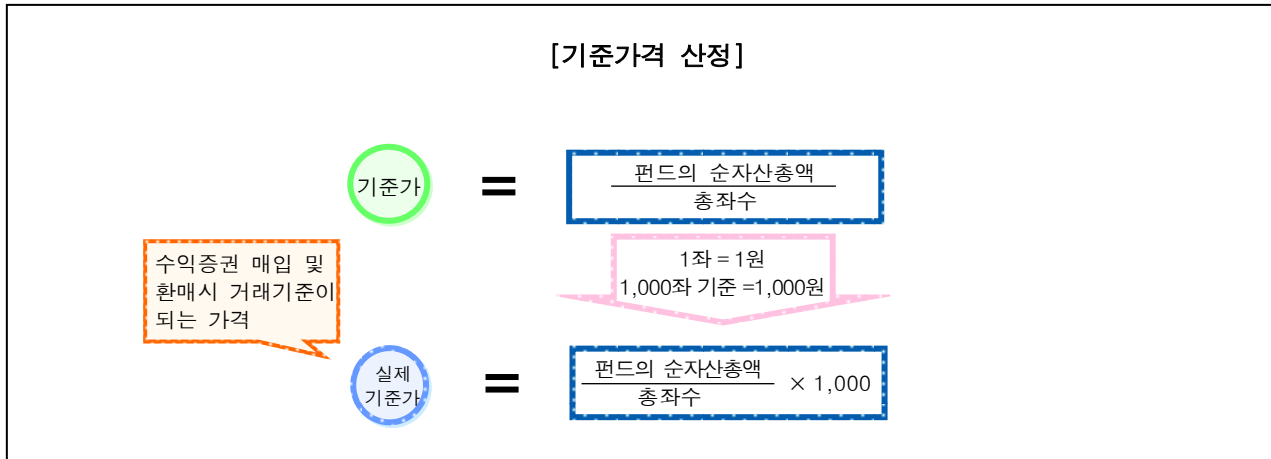 [기준가격 산정]
기준가
=
펀드의 순자산총액
총좌수
1좌 = 1원
1,000좌 기준 =1,000원
수익증권 매입 및
환매시 거래기준이
되는 가격
실제
기준가
=
펀드의 순자산총액
총좌수
× 1,000